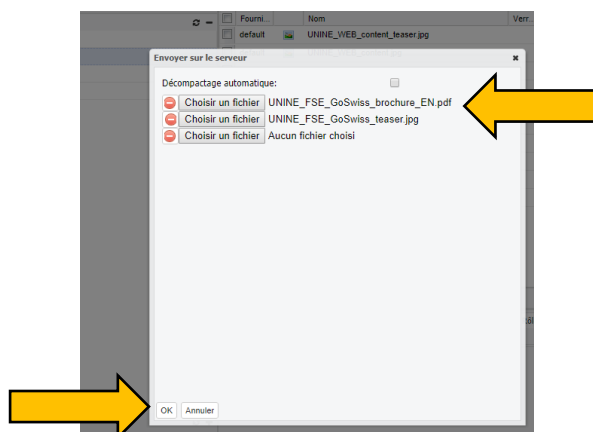 Fourni... Nom Verr...
default UNINE_WEB_content_teaser.jpg
Envoyer sur le serveur
Décompactage automatique:
Choisir un fichier UNINE_FSE_GoSwiss_brochure_EN.pdf
Choisir un fichier UNINE_FSE_GoSwiss_teaser.jpg
Choisir un fichier Aucun fichier choisi
OK Annuler